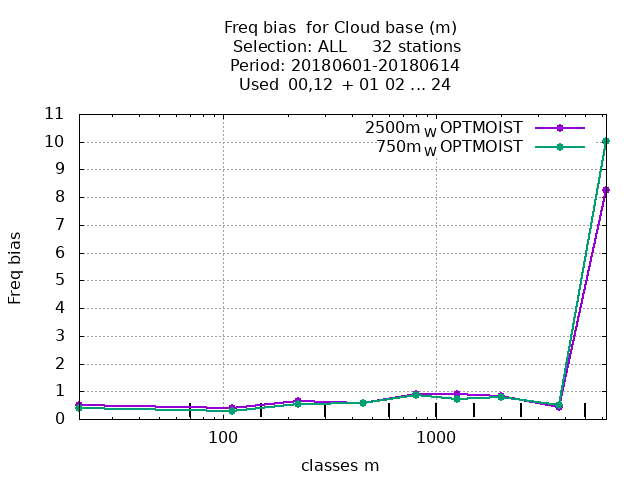 Freq bias for Cloud base (m)
Selection: ALL 32 stations
Period: 20180601-20180614
Used 00,12 + 01 02 ... 24
2500m W OPTMOIST
750m W OPTMOIST
11
10
9
8
7
6
5
4
3
2
1
0
Freq bias
100 1000
classes m